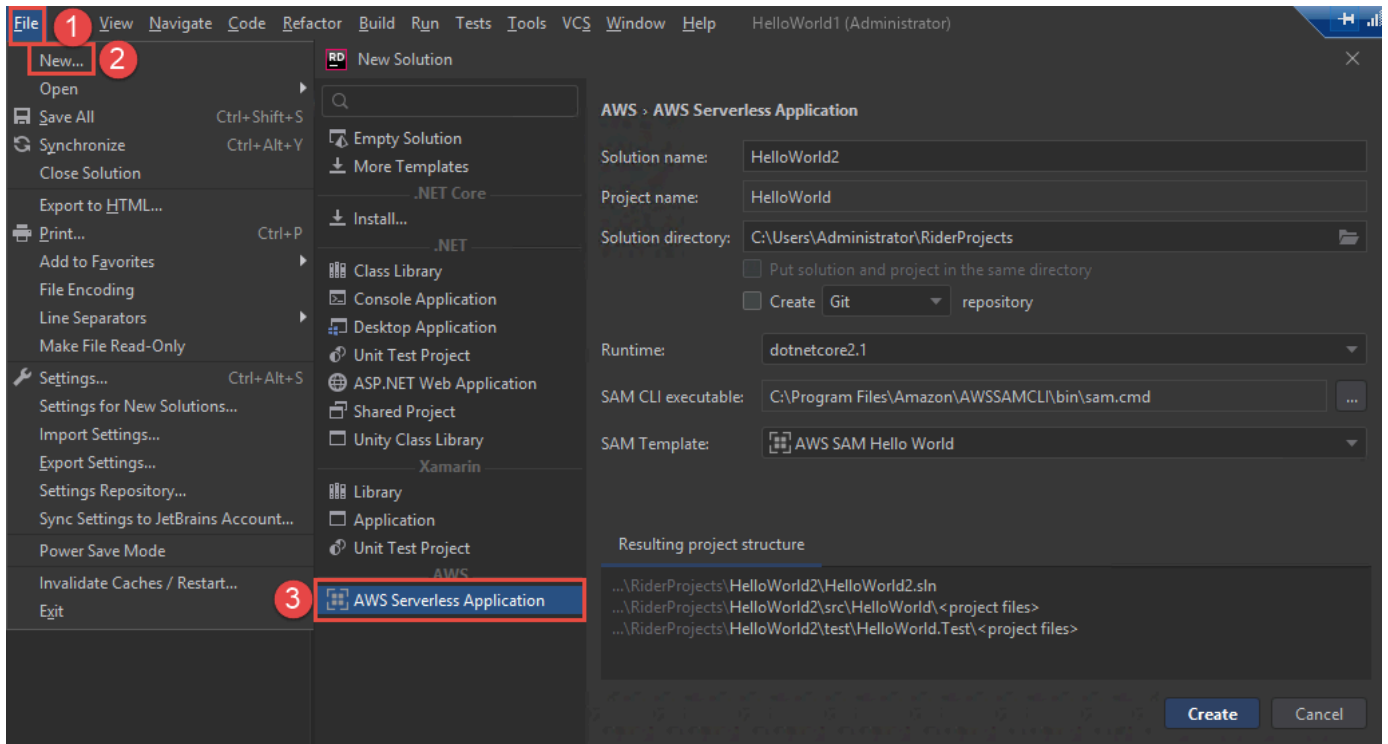 File 1 View Navigate Code Refactor Build Run Tests Tools VCS Window Help HelloWorld1 (Administrator)
New... 2
Open
Save All Ctrl+Shift+S
Synchronize Ctrl+Alt+Y
Close Solution
Export to HTML...
Print... Ctrl+P
Add to Favorites
File Encoding
Line Separators
Make File Read-Only
Settings... Ctrl+Alt+S
Settings for New Solutions...
Import Settings...
Export Settings...
Settings Repository...
Sync Settings to JetBrains Account...
Power Save Mode
Invalidate Caches / Restart...
Exit
RD New Solution
Empty Solution
More Templates
.NET Core
Install...
.NET
Class Library
Console Application
Desktop Application
Unit Test Project
ASP.NET Web Application
Shared Project
Unity Class Library
Xamarin
Library
Application
Unit Test Project
AWS
3 AWS Serverless Application
AWS › AWS Serverless Application
Solution name: HelloWorld2
Project name: HelloWorld
Solution directory: C:\Users\Administrator\RiderProjects
Put solution and project in the same directory
Create Git repository
Runtime: dotnetcore2.1
SAM CLI executable: C:\Program Files\Amazon\AWSSAMCLI\bin\sam.cmd ...
SAM Template: AWS SAM Hello World
Resulting project structure
...\RiderProjects\HelloWorld2\HelloWorld2.sln
...\RiderProjects\HelloWorld2\src\HelloWorld\<project files>
...\RiderProjects\HelloWorld2\test\HelloWorld.Test\<project files>
Create Cancel